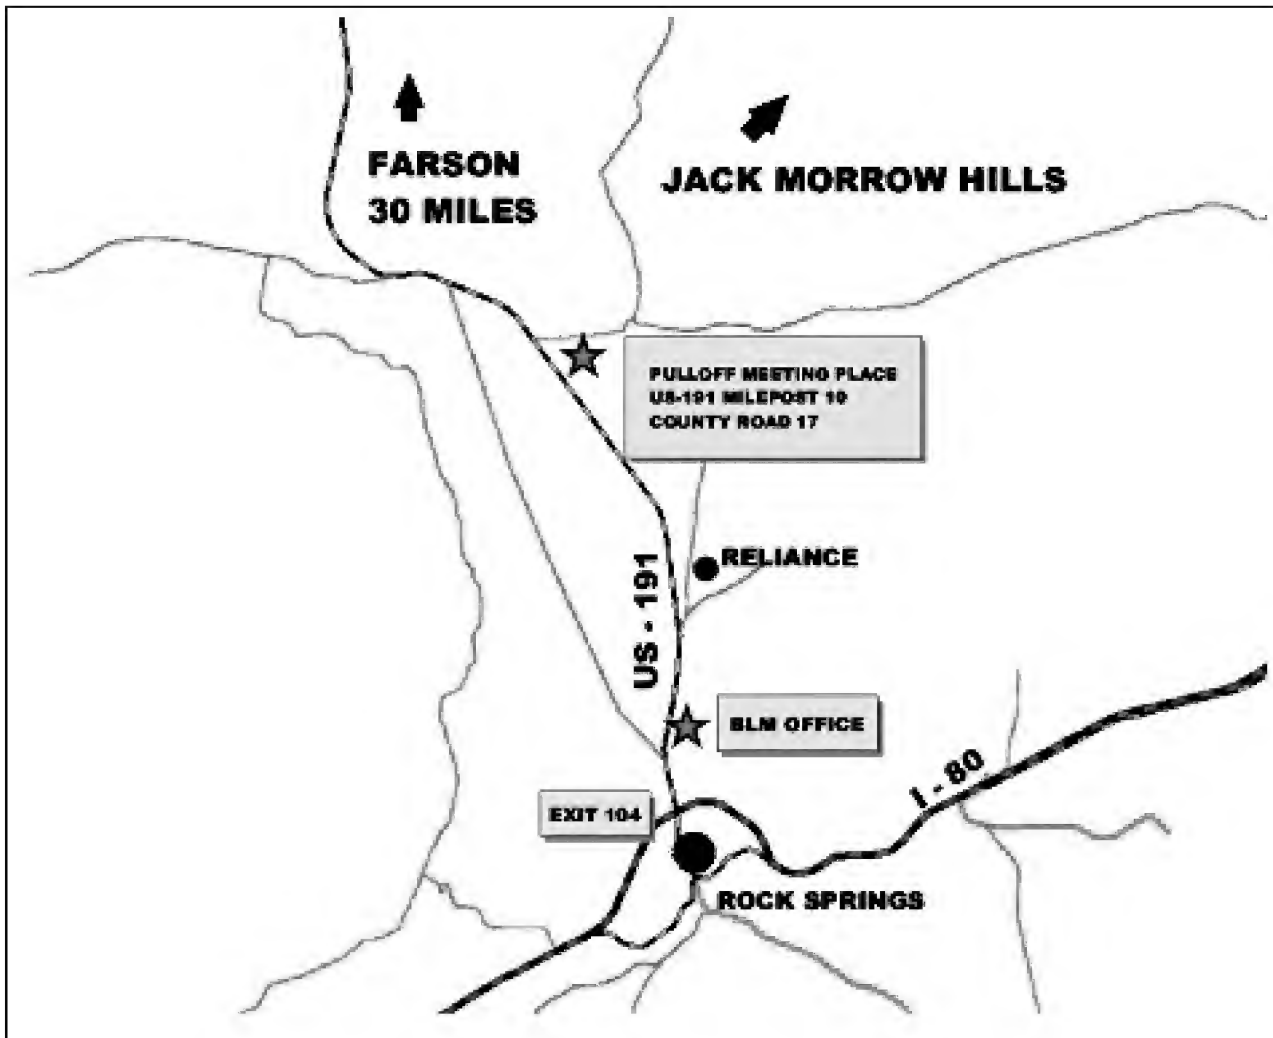 FARSON
30 MILES
JACK MORROW HILLS
PULLOFF MEETING PLACE
US-191 MILEPOST 10
COUNTY ROAD 17
RELIANCE
US - 191
BLM OFFICE
I - 80
EXIT 104
ROCK SPRINGS